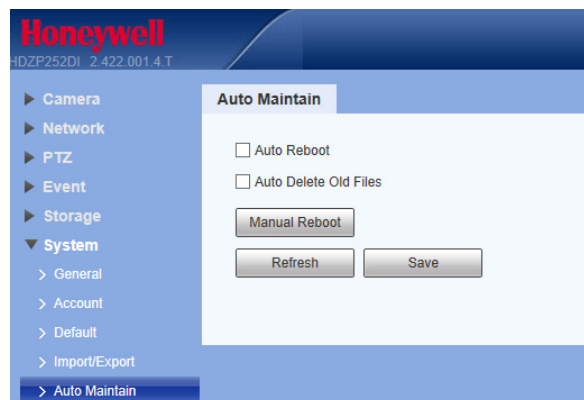 Honeywell
HDZP252DI 2.422.001.4.T
Camera
Network
PTZ
Event
Storage
System
General
Account
Default
Import/Export
Auto Maintain
Auto Maintain
Auto Reboot
Auto Delete Old Files
Manual Reboot
Refresh Save